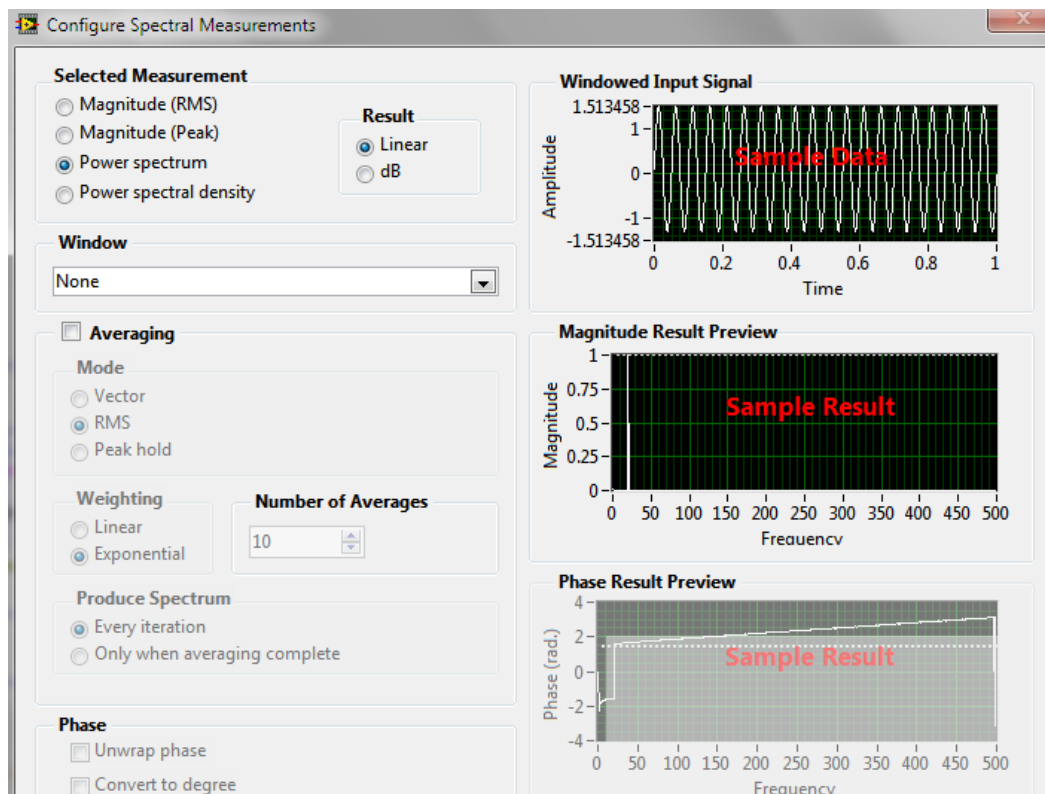 Configure Spectral Measurements
Selected Measurement
Magnitude (RMS)
Magnitude (Peak)
Power spectrum
Power spectral density
Result
Linear
dB
Window
None
Averaging
Mode
Vector
RMS
Peak hold
Weighting
Linear
Exponential
Number of Averages
10
Produce Spectrum
Every iteration
Only when averaging complete
Phase
Unwrap phase
Convert to degree
Windowed Input Signal
Amplitude
1.513458
1
0
-1
-1.513458
Sample Data
0 0.2 0.4 0.6 0.8 1
Time
Magnitude Result Preview
Magnitude
1
0.75
0.5
0.25
0
Sample Result
0 50 100 150 200 250 300 350 400 450 500
Frequency
Phase Result Preview
Phase (rad.)
4
2
0
-2
-4
Sample Result
0 50 100 150 200 250 300 350 400 450 500
Frequency